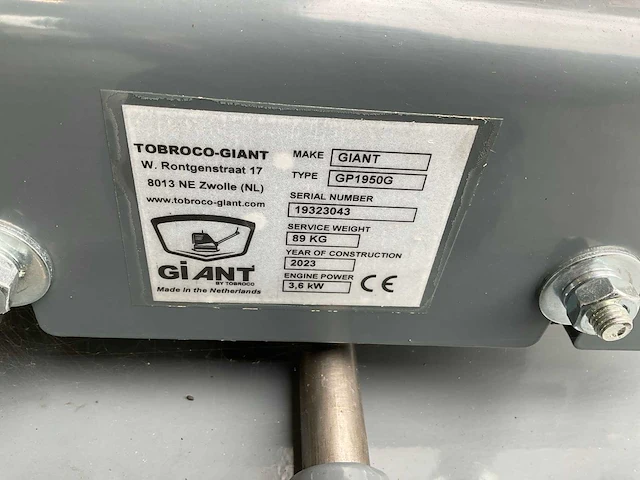 TOBROCO-GIANT
W. Rontgenstraat 17
8013 NE Zwolle (NL)
www.tobroco-giant.com
GiANT
BY TOBROCO
Made in the Netherlands
MAKE GIANT
TYPE GP1950G
SERIAL NUMBER
19323043
SERVICE WEIGHT
89 KG
YEAR OF CONSTRUCTION
2023
ENGINE POWER
3,6 kW CE